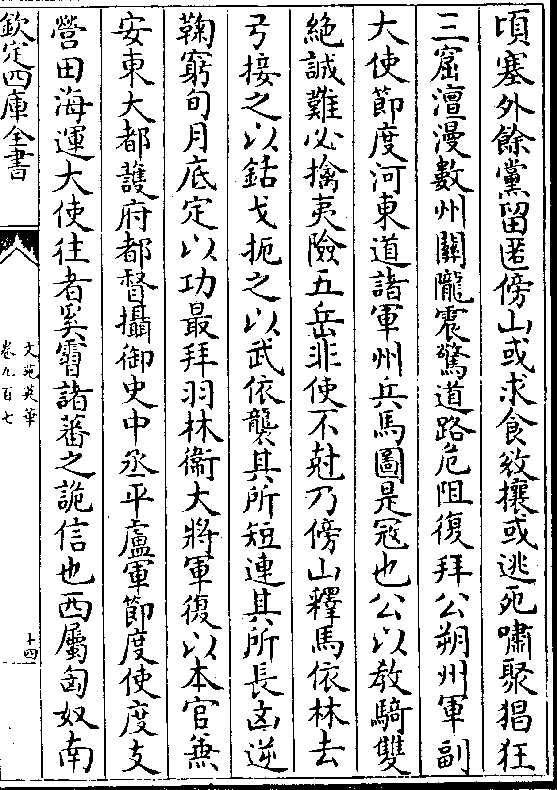 頃塞外餘黨留匿傍山或求食敓攘或逃死嘯聚猖狂
三窟澶漫數州關隴震驚道路危阻復拜公朔州軍副
大使節度河東道諸軍州兵馬圖是冦也公以教騎雙
絶誠難必擒夷險五岳非使不尅乃傍山釋馬依林去
弓接之以鈷戈扼之以武依襲其所短連其所長凶逆
鞠窮旬月底定以功最拜羽林衞大將軍復以本官兼
安東大都護府都督攝御史中丞平盧軍節度使度支
營田海運大使往者奚霫諸蕃之詭信也西屬匈奴南
欽定四庫全書
文苑英華
卷九百七
十四